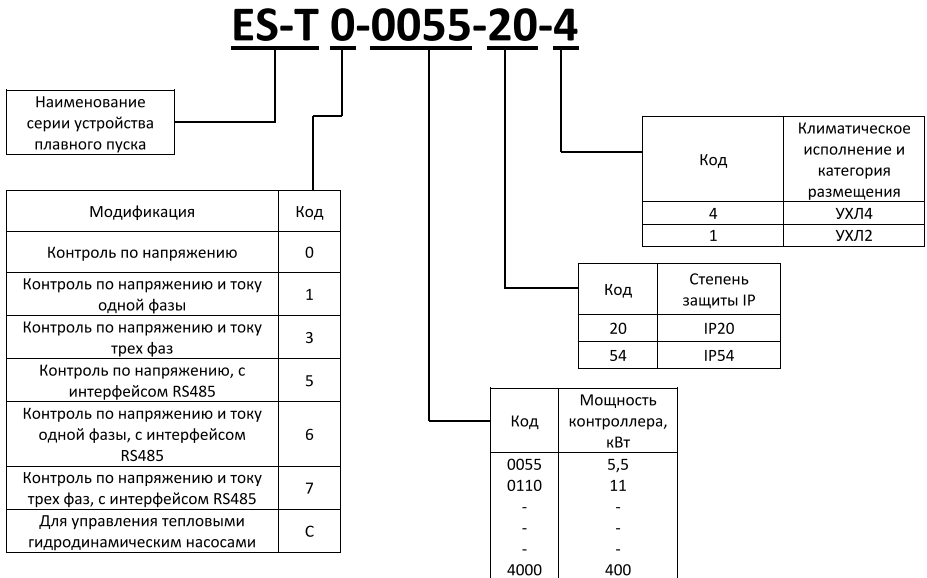 ES-T 0-0055-20-4
Наименование
серии устройства
плавного пуска
Модификация Код
Контроль по напряжению 0
Контроль по напряжению и току
одной фазы 1
Контроль по напряжению и току
трех фаз 3
Контроль по напряжению, с
интерфейсом RS485 5
Контроль по напряжению и току
одной фазы, с интерфейсом
RS485 6
Контроль по напряжению и току
трех фаз, с интерфейсом RS485 7
Для управления тепловыми
гидродинамическим насосами С
Код Климатическое
исполнение и
категория
размещения
4 УХЛ4
1 УХЛ2
Код Степень
защиты IP
20 IP20
54 IP54
Код Мощность
контроллера,
кВт
0055 5,5
0110 11
- -
- -
- -
4000 400